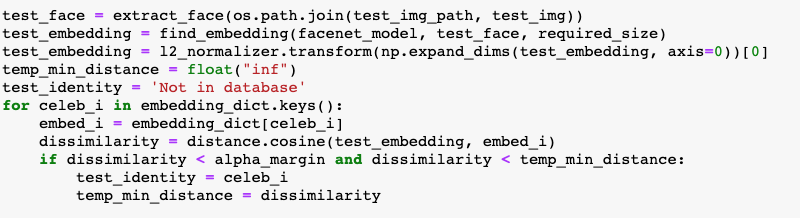 test_face = extract_face(os.path.join(test_img_path, test_img))
test_embedding = find_embedding(facenet_model, test_face, required_size)
test_embedding = l2_normalizer.transform(np.expand_dims(test_embedding, axis=0))[0]
temp_min_distance = float("inf")
test_identity = 'Not in database'
for celeb_i in embedding_dict.keys():
    embed_i = embedding_dict[celeb_i]
    dissimilarity = distance.cosine(test_embedding, embed_i)
    if dissimilarity < alpha_margin and dissimilarity < temp_min_distance:
        test_identity = celeb_i
        temp_min_distance = dissimilarity